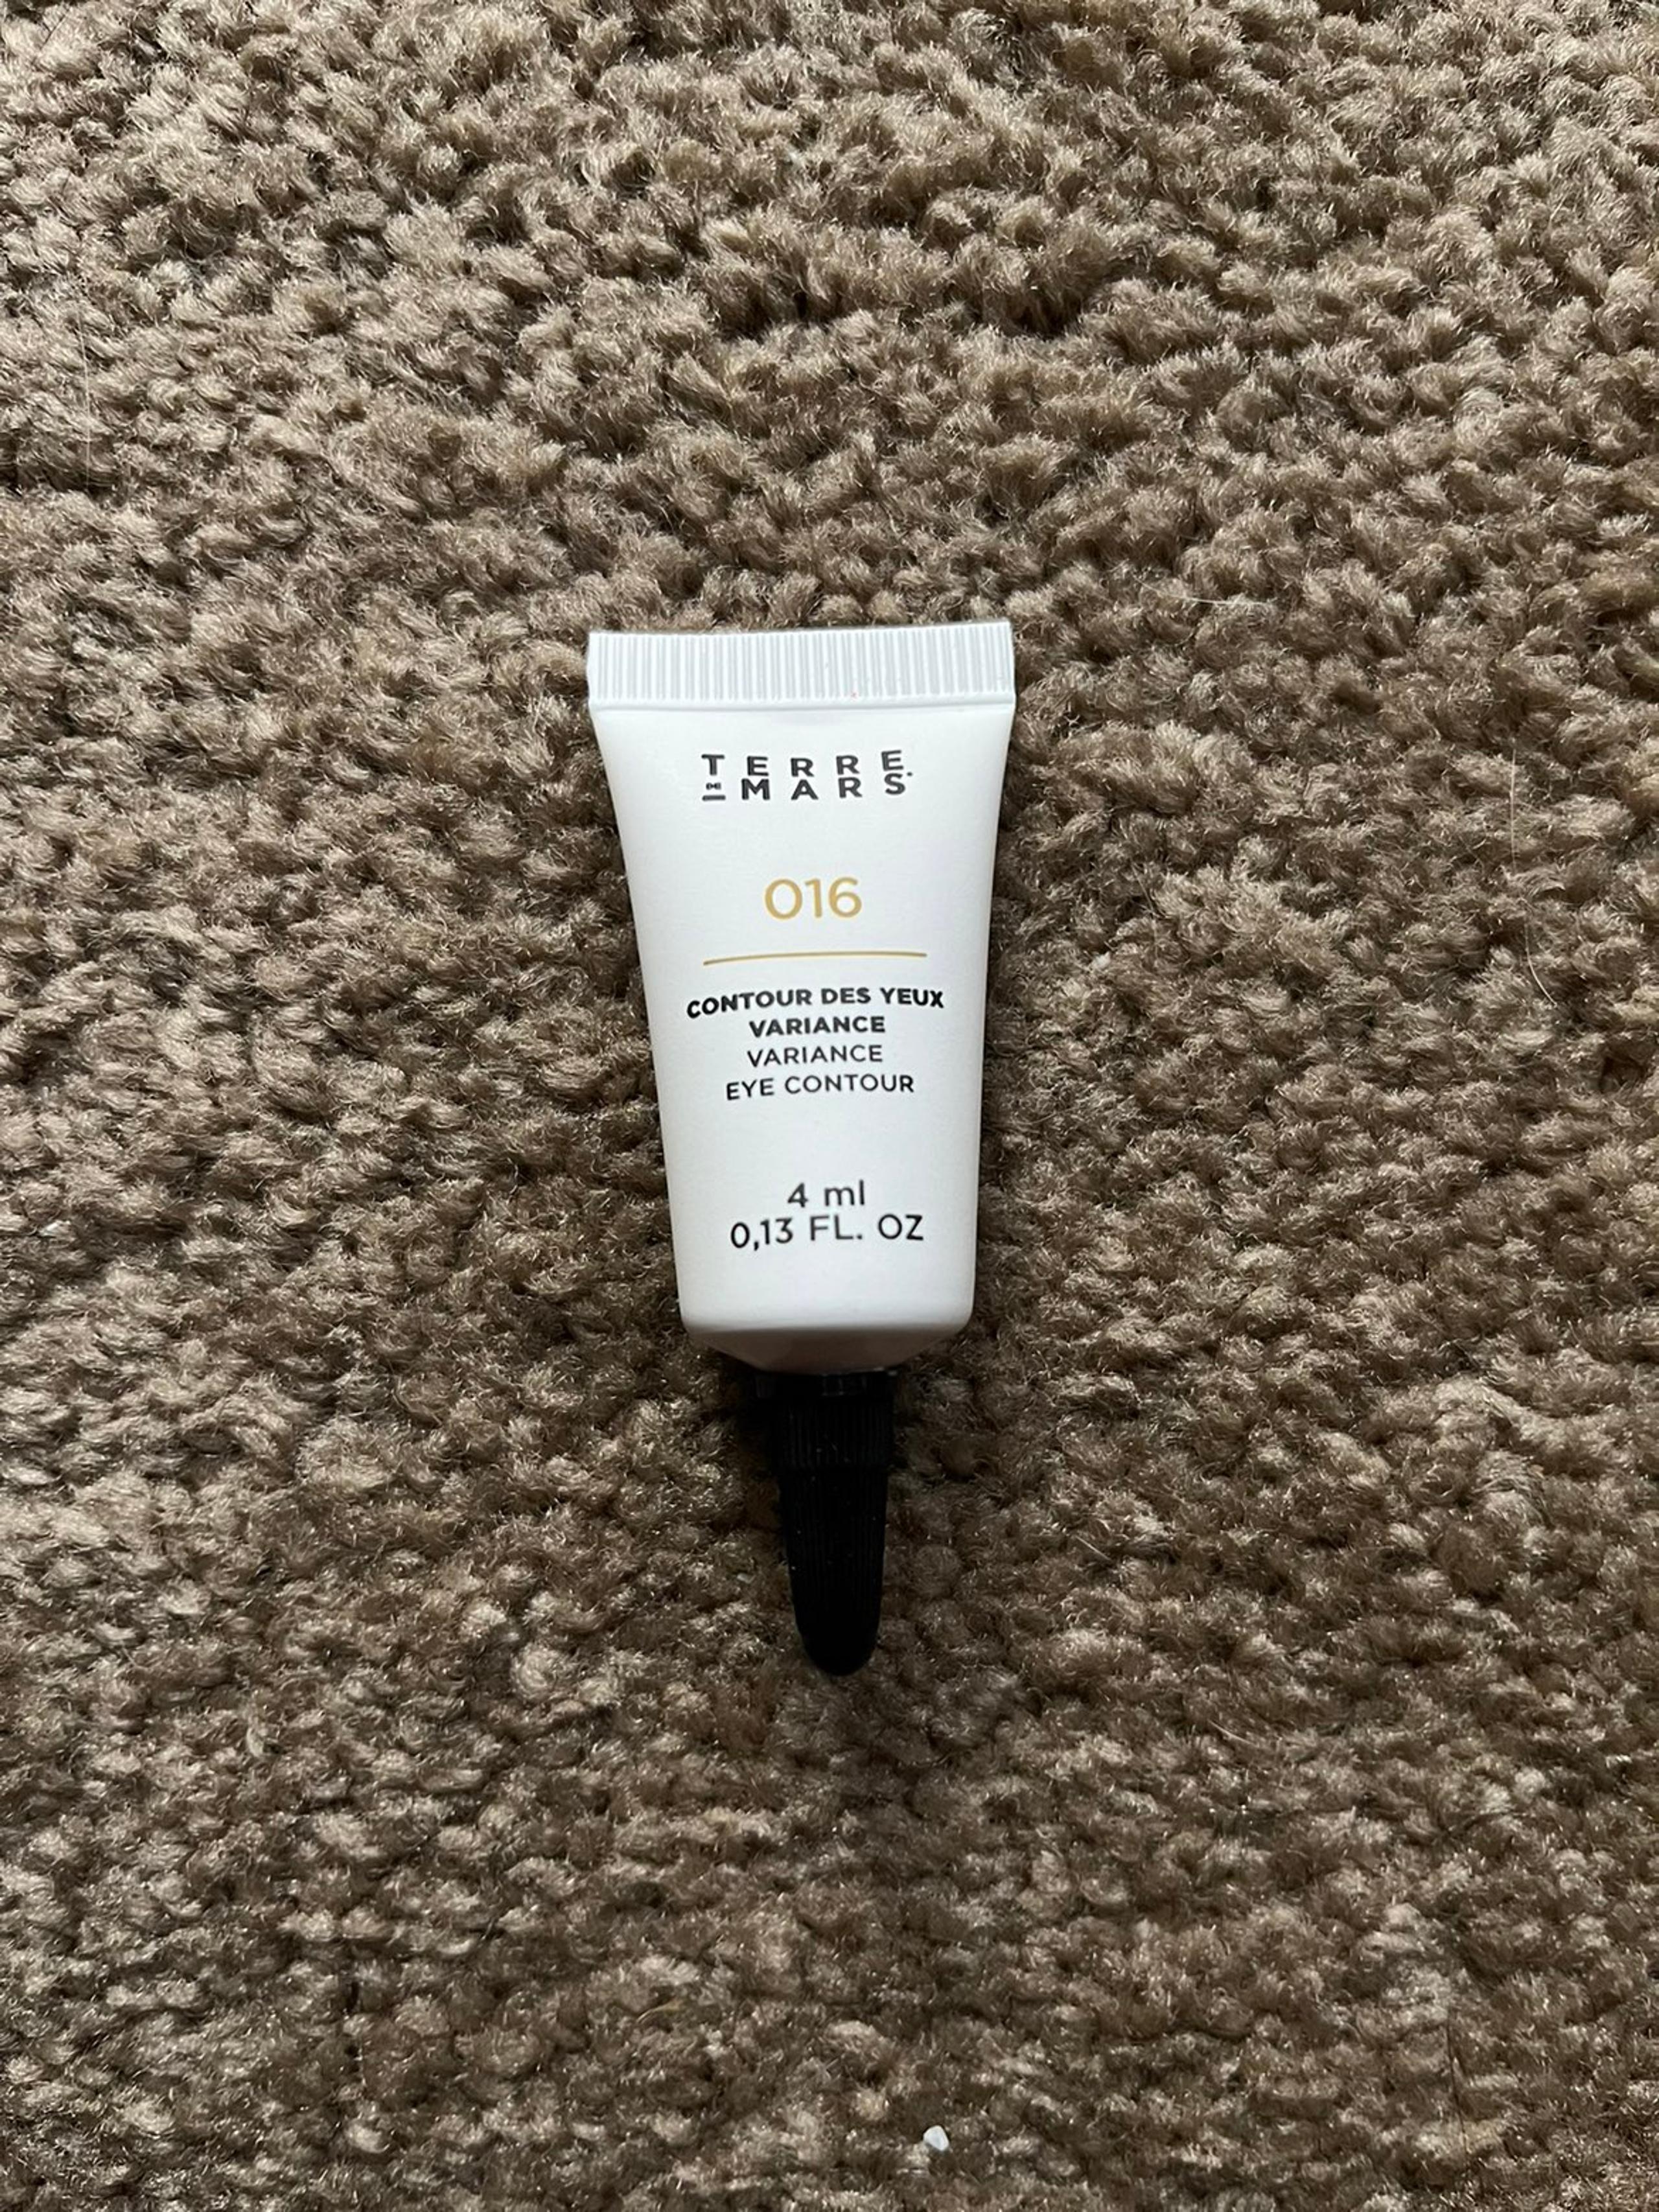 TERRE
DE MARS
016
CONTOUR DES YEUX
VARIANCE
VARIANCE
EYE CONTOUR
4 ml
0,13 FL. OZ